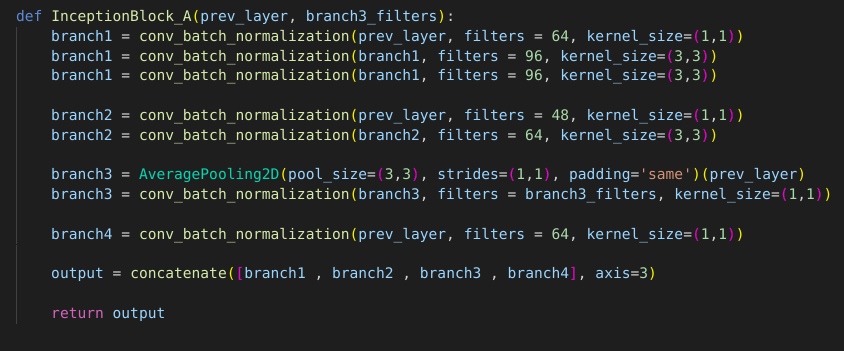 def InceptionBlock_A(prev_layer, branch3_filters):
    branch1 = conv_batch_normalization(prev_layer, filters = 64, kernel_size=(1,1))
    branch1 = conv_batch_normalization(branch1, filters = 96, kernel_size=(3,3))
    branch1 = conv_batch_normalization(branch1, filters = 96, kernel_size=(3,3))

    branch2 = conv_batch_normalization(prev_layer, filters = 48, kernel_size=(1,1))
    branch2 = conv_batch_normalization(branch2, filters = 64, kernel_size=(3,3))

    branch3 = AveragePooling2D(pool_size=(3,3), strides=(1,1), padding='same')(prev_layer)
    branch3 = conv_batch_normalization(branch3, filters = branch3_filters, kernel_size=(1,1))

    branch4 = conv_batch_normalization(prev_layer, filters = 64, kernel_size=(1,1))

    output = concatenate([branch1 , branch2 , branch3 , branch4], axis=3)

    return output